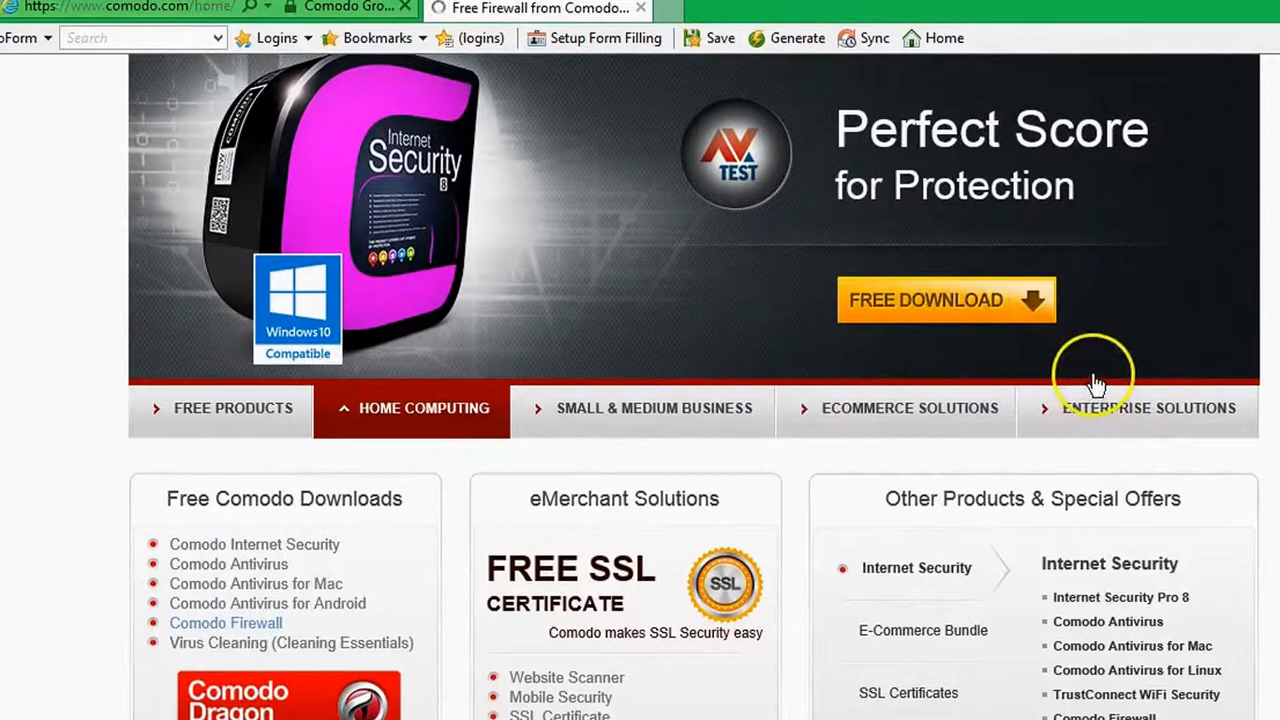 https://www.comodo.com/home/
Comodo Gro...
Free Firewall from Comodo...
oForm
Search
Logins
Bookmarks
(logins)
Setup Form Filling
Save
Generate
Sync
Home
COMODO
Internet
Security
8
AV
TEST
Perfect Score
for Protection
FREE DOWNLOAD
Windows10
Compatible
FREE PRODUCTS
HOME COMPUTING
SMALL & MEDIUM BUSINESS
ECOMMERCE SOLUTIONS
ENTERPRISE SOLUTIONS
Free Comodo Downloads
Comodo Internet Security
Comodo Antivirus
Comodo Antivirus for Mac
Comodo Antivirus for Android
Comodo Firewall
Virus Cleaning (Cleaning Essentials)
Comodo
Dragon
eMerchant Solutions
FREE SSL
CERTIFICATE
SSL
Comodo makes SSL Security easy
Website Scanner
Mobile Security
SSL Certificate
Other Products & Special Offers
Internet Security
E-Commerce Bundle
SSL Certificates
Internet Security
Internet Security Pro 8
Comodo Antivirus
Comodo Antivirus for Mac
Comodo Antivirus for Linux
TrustConnect WiFi Security
Comodo Firewall